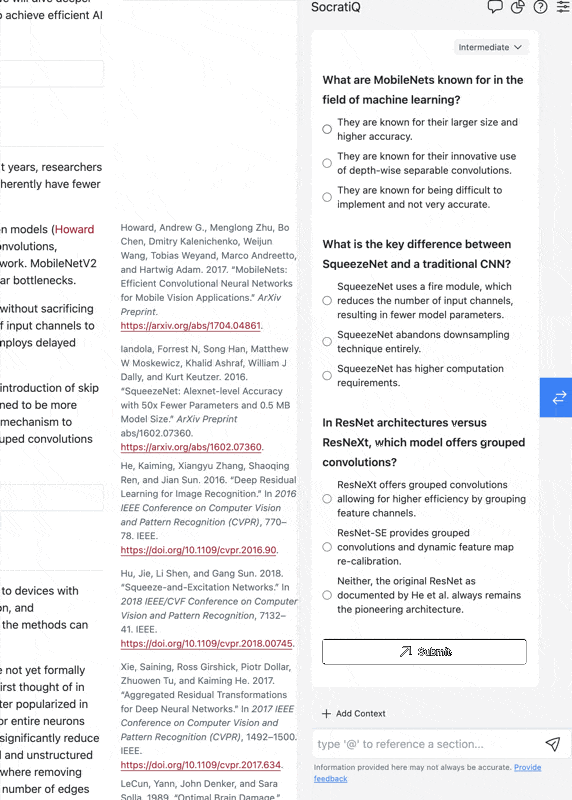 to achieve efficient AI
t years, researchers
herently have fewer
n models (Howard
onvolutions,
work. MobileNetV2
ar bottlenecks.
without sacrificing
f input channels to
mploys delayed
introduction of skip
ned to be more
mechanism to
uped convolutions
to devices with
on, and
the methods can
e not yet formally
irst thought of in
ter popularized in
or entire neurons
significantly reduce
d and unstructured
where removing
number of edges
Howard, Andrew G., Menglong Zhu, Bo
Chen, Dmitry Kalenichenko, Weijun
Wang, Tobias Weyand, Marco Andreetto,
and Hartwig Adam. 2017. “MobileNets:
Efficient Convolutional Neural Networks
for Mobile Vision Applications.” ArXiv
Preprint.
https://arxiv.org/abs/1704.04861.
Iandola, Forrest N, Song Han, Matthew
W Moskewicz, Khalid Ashraf, William J
Dally, and Kurt Keutzer. 2016.
“SqueezeNet: Alexnet-level Accuracy
with 50x Fewer Parameters and 0.5 MB
Model Size.” ArXiv Preprint
abs/1602.07360.
https://arxiv.org/abs/1602.07360.
He, Kaiming, Xiangyu Zhang, Shaoqing
Ren, and Jian Sun. 2016. “Deep Residual
Learning for Image Recognition.” In 2016
IEEE Conference on Computer Vision
and Pattern Recognition (CVPR), 770–
78. IEEE.
https://doi.org/10.1109/cvpr.2016.90.
Hu, Jie, Li Shen, and Gang Sun. 2018.
“Squeeze-and-Excitation Networks.” In
2018 IEEE/CVF Conference on Computer
Vision and Pattern Recognition, 7132–
41. IEEE.
https://doi.org/10.1109/cvpr.2018.00745.
Xie, Saining, Ross Girshick, Piotr Dollar,
Zhuowen Tu, and Kaiming He. 2017.
“Aggregated Residual Transformations
for Deep Neural Networks.” In 2017 IEEE
Conference on Computer Vision and
Pattern Recognition (CVPR), 1492–1500.
IEEE.
https://doi.org/10.1109/cvpr.2017.634.
LeCun, Yann, John Denker, and Sara
Solla. 1989. “Optimal Brain Damage.”
SocratiQ
Intermediate
What are MobileNets known for in the
field of machine learning?
They are known for their larger size and
higher accuracy.
They are known for their innovative use
of depth-wise separable convolutions.
They are known for being difficult to
implement and not very accurate.
What is the key difference between
SqueezeNet and a traditional CNN?
SqueezeNet uses a fire module, which
reduces the number of input channels,
resulting in fewer model parameters.
SqueezeNet abandons downsampling
technique entirely.
SqueezeNet has higher computation
requirements.
In ResNet architectures versus
ResNeXt, which model offers grouped
convolutions?
ResNeXt offers grouped convolutions
allowing for higher efficiency by grouping
feature channels.
ResNet-SE provides grouped
convolutions and dynamic feature map
re-calibration.
Neither, the original ResNet as
documented by He et al. always remains
the pioneering architecture.
Submit
Add Context
type '@' to reference a section...
Information provided here may not always be accurate. Provide
feedback